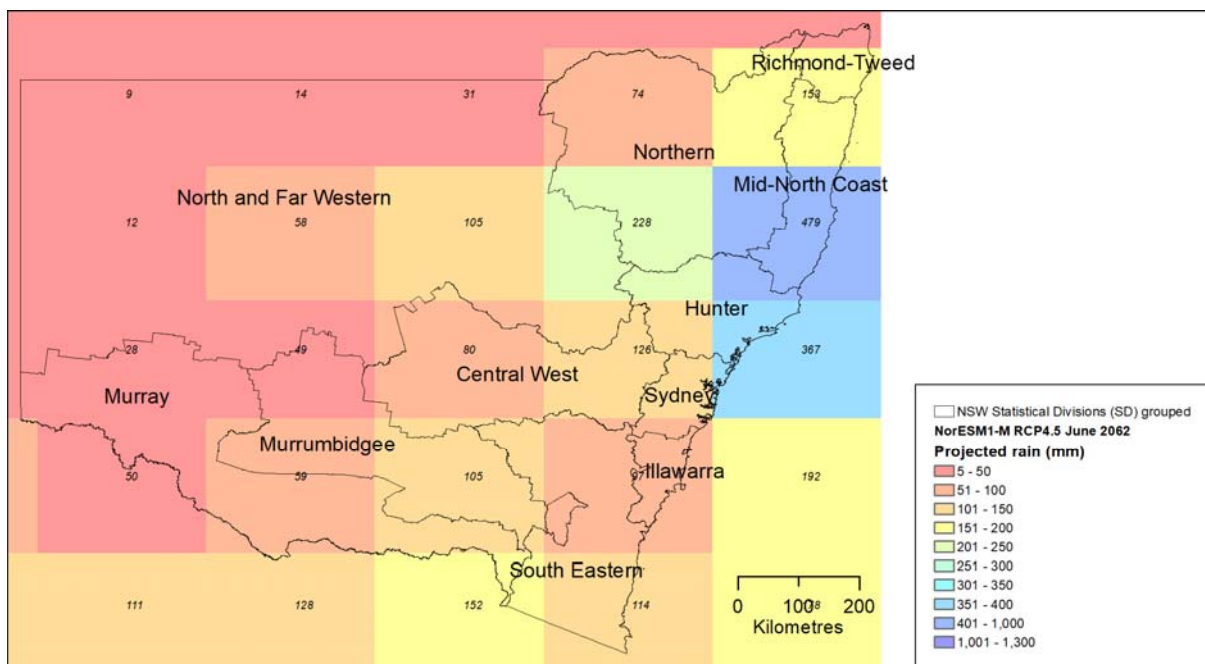 Richmond-Tweed
9 14 31 74 153
Northern
North and Far Western
Mid-North Coast
12 58 105 228 479
Hunter
28 49 80 126 367
Central West
Murray
Sydney
Murrumbidgee
Illawarra
50 59 105 192
South Eastern
111 128 152 114
0 100 200
Kilometres
NSW Statistical Divisions (SD) grouped
NorESM1-M RCP4.5 June 2062
Projected rain (mm)
5 - 50
51 - 100
101 - 150
151 - 200
201 - 250
251 - 300
301 - 350
351 - 400
401 - 1,000
1,001 - 1,300